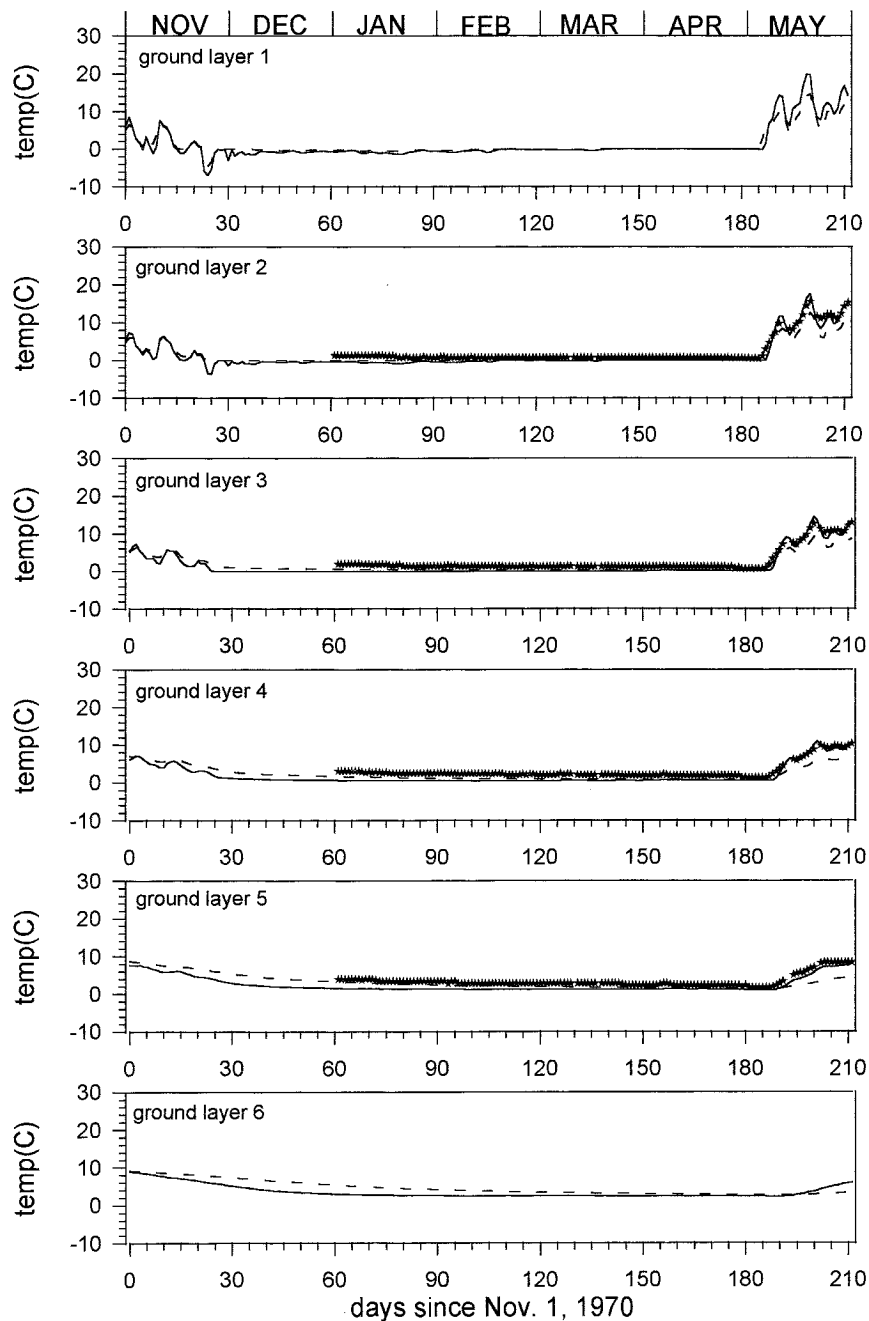 NOV DEC JAN FEB MAR APR MAY
30
20
10
0
-10
temp(C)
ground layer 1
0 30 60 90 120 150 180 210
30
20
10
0
-10
temp(C)
ground layer 2
0 30 60 90 120 150 180 210
30
20
10
0
-10
temp(C)
ground layer 3
0 30 60 90 120 150 180 210
30
20
10
0
-10
temp(C)
ground layer 4
0 30 60 90 120 150 180 210
30
20
10
0
-10
temp(C)
ground layer 5
0 30 60 90 120 150 180 210
30
20
10
0
-10
temp(C)
ground layer 6
0 30 60 90 120 150 180 210
days since Nov. 1, 1970